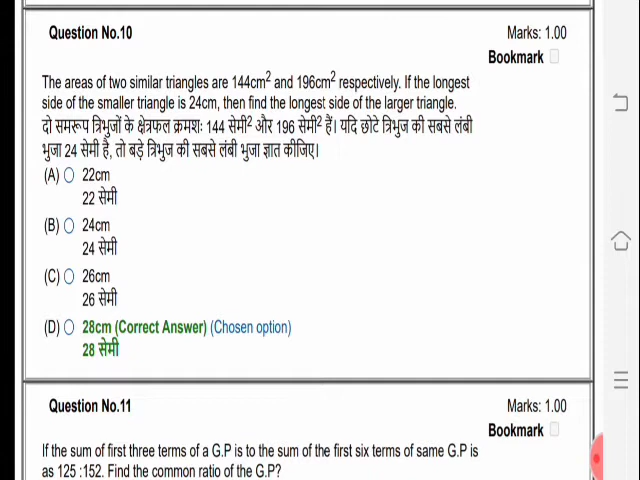 Question No.10
Marks: 1.00
Bookmark
The areas of two similar triangles are 144cm² and 196cm² respectively. If the longest
side of the smaller triangle is 24cm, then find the longest side of the larger triangle.
दो समरूप त्रिभुजों के क्षेत्रफल क्रमशः 144 सेमी² और 196 सेमी² हैं। यदि छोटे त्रिभुज की सबसे लंबी
भुजा 24 सेमी है, तो बड़े त्रिभुज की सबसे लंबी भुजा ज्ञात कीजिए।
(A) 22cm
22 सेमी
(B) 24cm
24 सेमी
(C) 26cm
26 सेमी
(D) 28cm (Correct Answer) (Chosen option)
28 सेमी
Question No.11
Marks: 1.00
Bookmark
If the sum of first three terms of a G.P is to the sum of the first six terms of same G.P is
as 125 :152. Find the common ratio of the G.P?